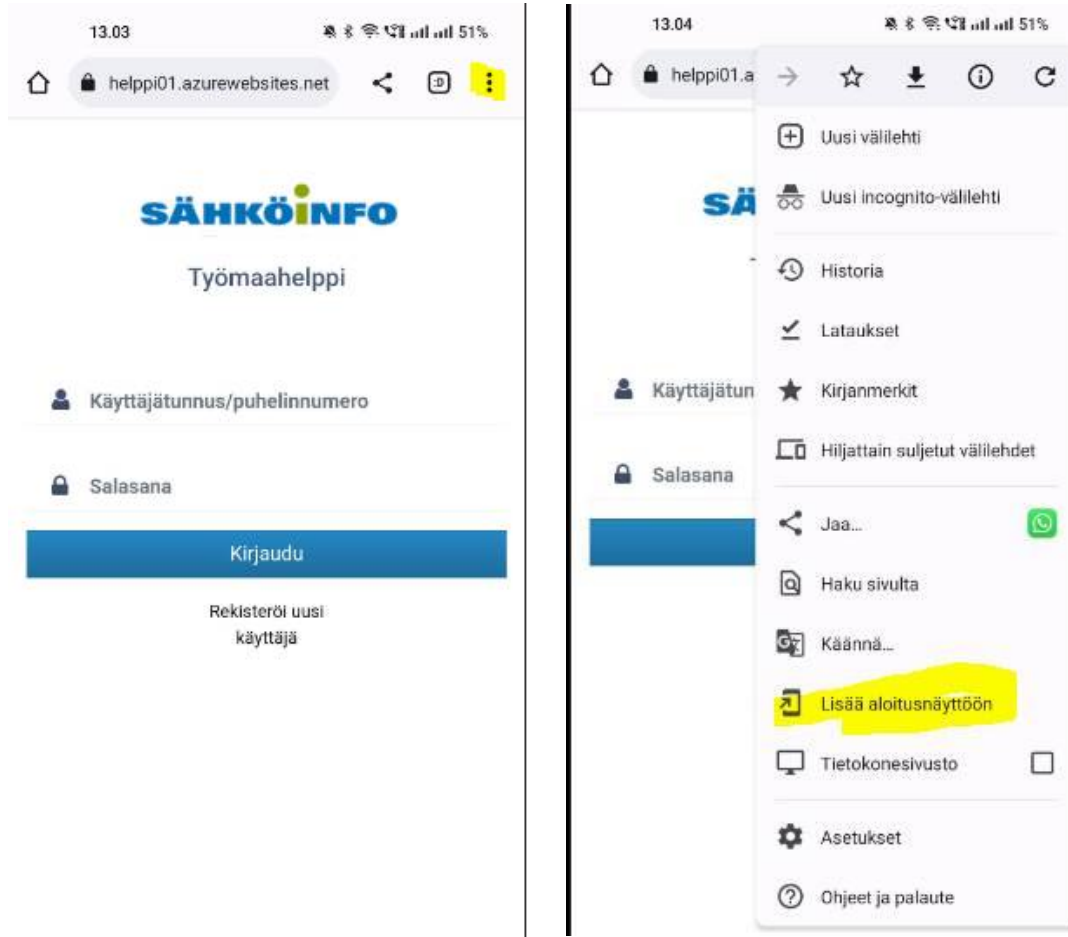 13.03
51%
helppi01.azurewebsites.net
:D
SÄHKÖiNFO
Työmaahelppi
Käyttäjätunnus/puhelinnumero
Salasana
Kirjaudu
Rekisteröi uusi
käyttäjä
13.04
51%
helppi01.a
SÄ
Käyttäjätun
Salasana
Uusi välilehti
Uusi incognito-välilehti
Historia
Lataukset
Kirjanmerkit
Hiljattain suljetut välilehdet
Jaa...
Haku sivulta
Käännä...
Lisää aloitusnäyttöön
Tietokonesivusto
Asetukset
Ohjeet ja palaute